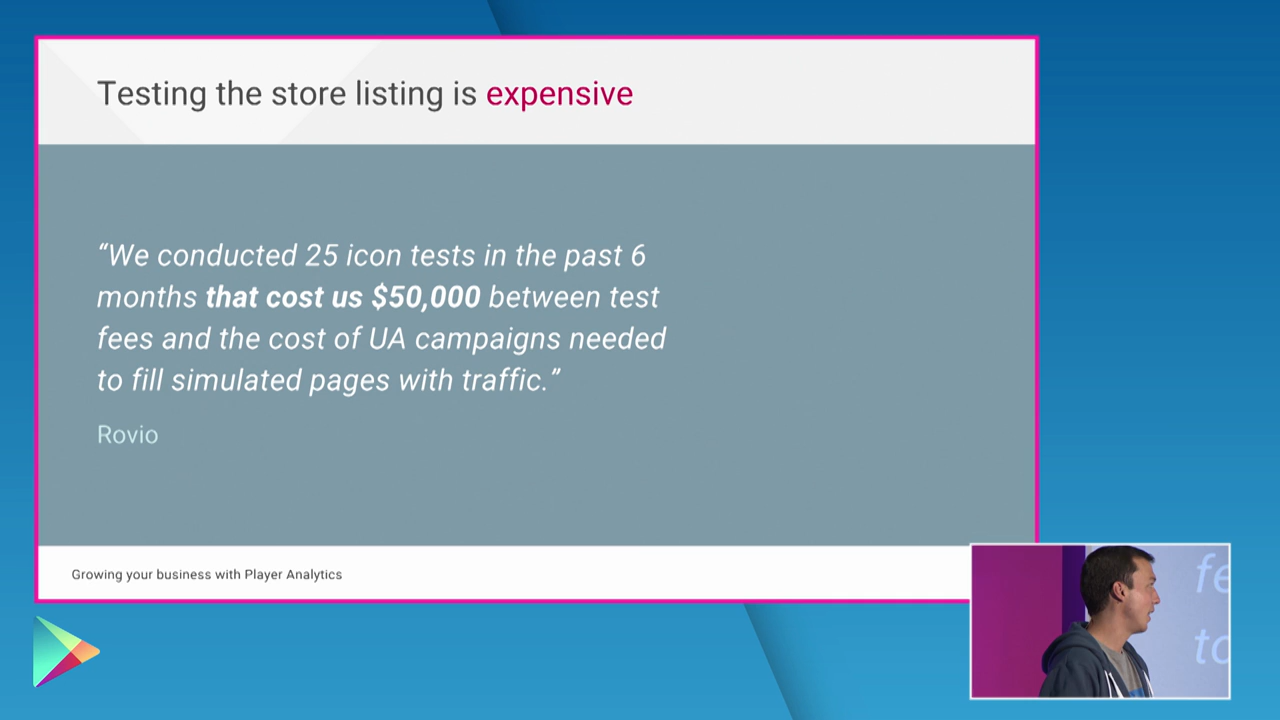 Testing the store listing is expensive
“We conducted 25 icon tests in the past 6
months that cost us $50,000 between test
fees and the cost of UA campaigns needed
to fill simulated pages with traffic.”
Rovio
Growing your business with Player Analytics
fe
to